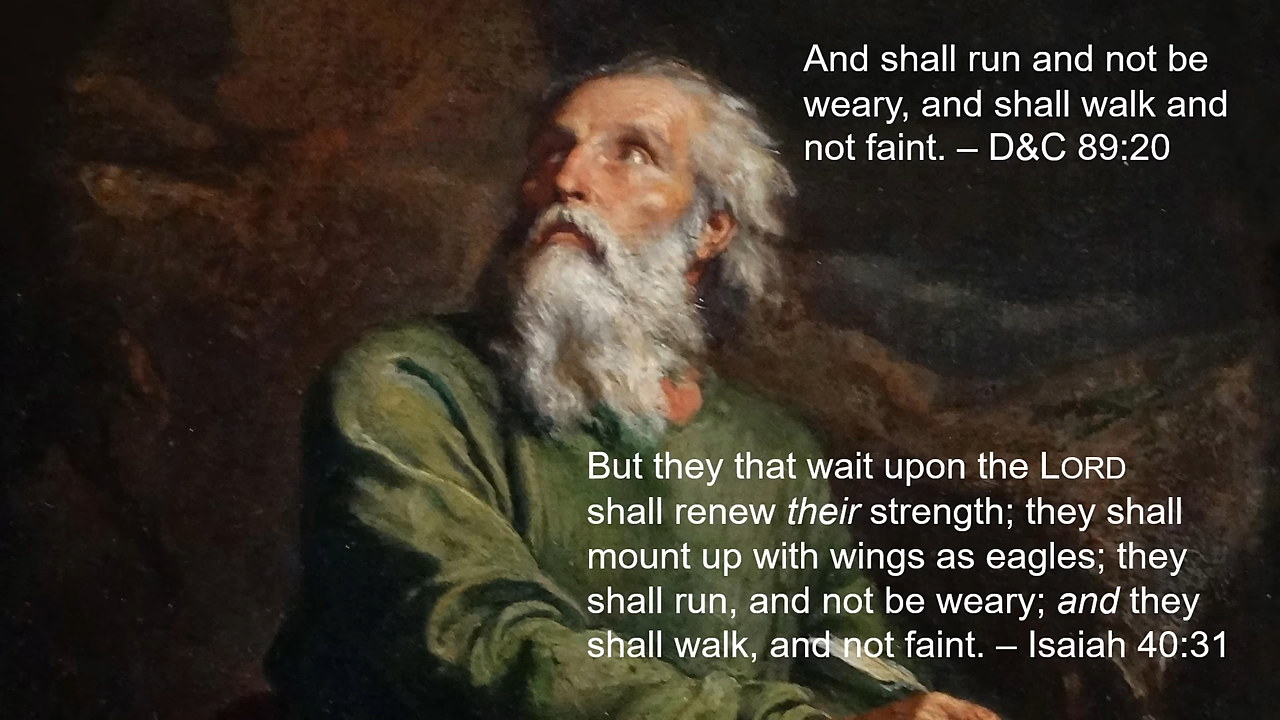 And shall run and not be
weary, and shall walk and
not faint. – D&C 89:20
But they that wait upon the LORD
shall renew their strength; they shall
mount up with wings as eagles; they
shall run, and not be weary; and they
shall walk, and not faint. – Isaiah 40:31